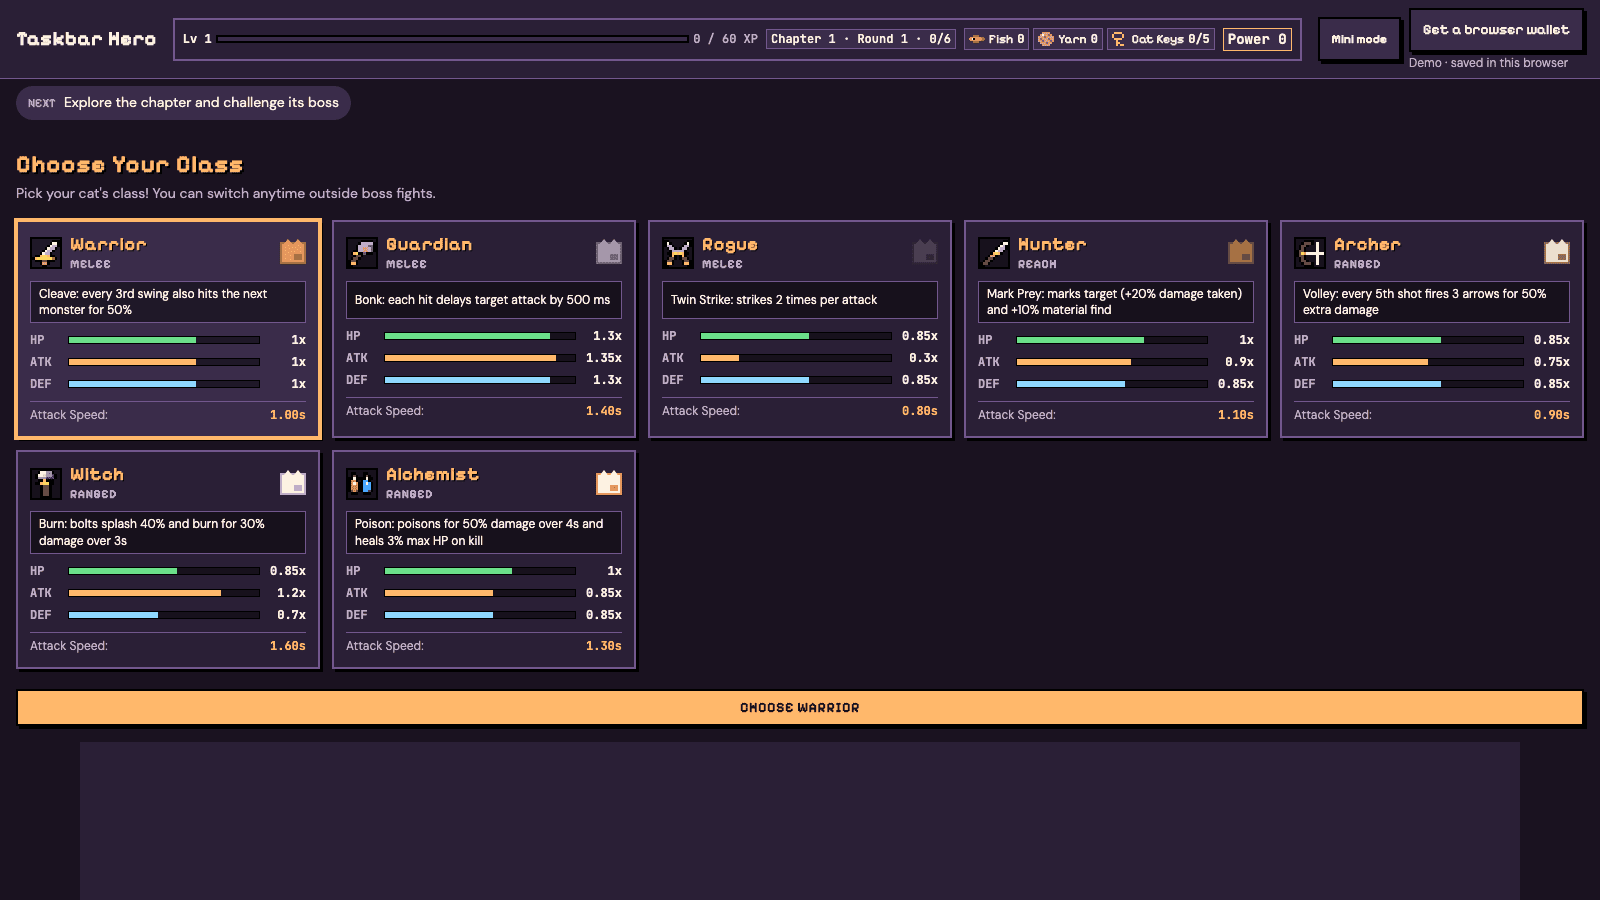 Taskbar Hero
Lv 1
0 / 60 XP
Chapter 1 · Round 1 · 0/6
Fish 0
Yarn 0
Cat Keys 0/5
Power 0
Mini mode
Get a browser wallet
Demo · saved in this browser
NEXT Explore the chapter and challenge its boss
Choose Your Class
Pick your cat's class! You can switch anytime outside boss fights.
Warrior
MELEE
Cleave: every 3rd swing also hits the next
monster for 50%
HP 1x
ATK 1x
DEF 1x
Attack Speed: 1.00s
Guardian
MELEE
Bonk: each hit delays target attack by 500 ms
HP 1.3x
ATK 1.35x
DEF 1.3x
Attack Speed: 1.40s
Rogue
MELEE
Twin Strike: strikes 2 times per attack
HP 0.85x
ATK 0.3x
DEF 0.85x
Attack Speed: 0.80s
Hunter
REACH
Mark Prey: marks target (+20% damage taken)
and +10% material find
HP 1x
ATK 0.9x
DEF 0.85x
Attack Speed: 1.10s
Archer
RANGED
Volley: every 5th shot fires 3 arrows for 50%
extra damage
HP 0.85x
ATK 0.75x
DEF 0.85x
Attack Speed: 0.90s
Witch
RANGED
Burn: bolts splash 40% and burn for 30%
damage over 3s
HP 0.85x
ATK 1.2x
DEF 0.7x
Attack Speed: 1.60s
Alchemist
RANGED
Poison: poisons for 50% damage over 4s and
heals 3% max HP on kill
HP 1x
ATK 0.85x
DEF 0.85x
Attack Speed: 1.30s
CHOOSE WARRIOR